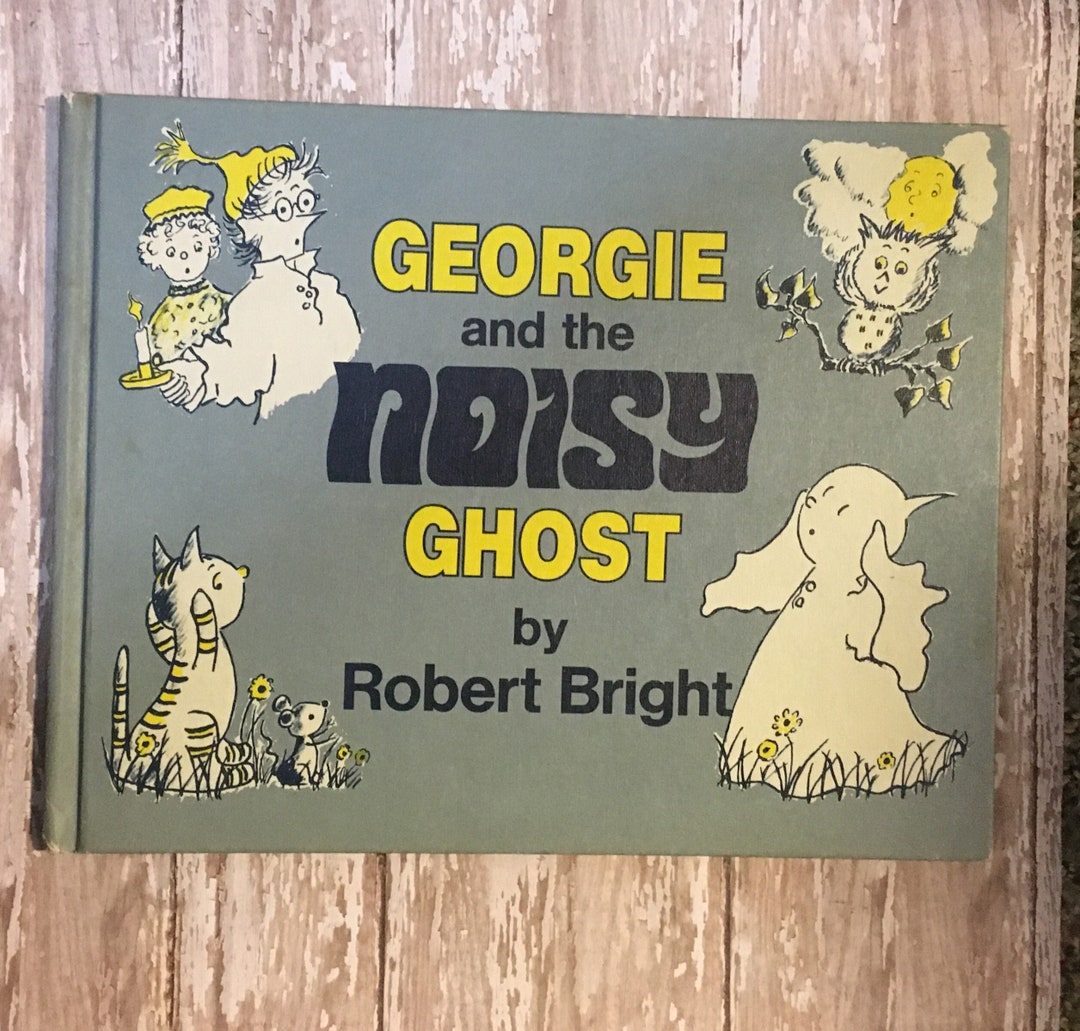 GEORGIE
and the
NOISY
GHOST
by
Robert Bright